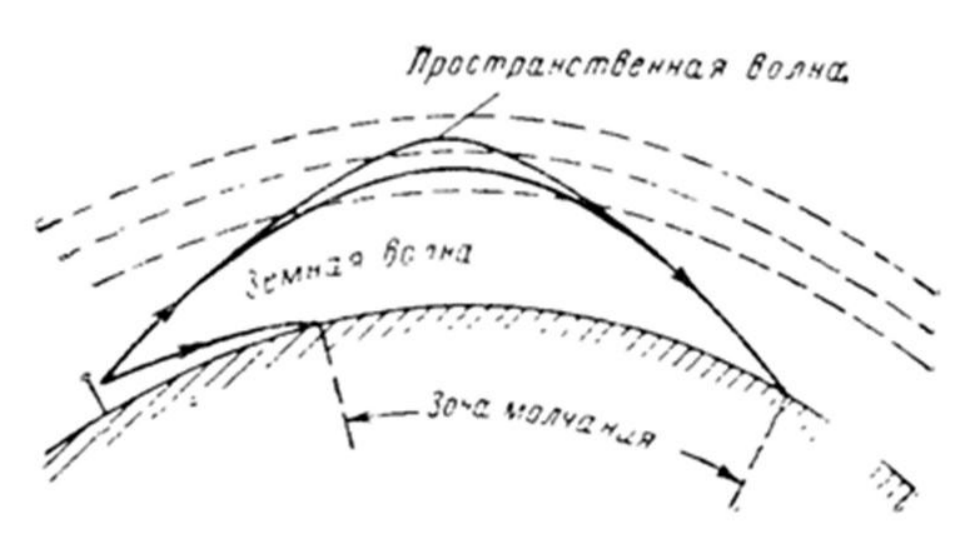 Пространственная волна
Земная волна
Зона молчания